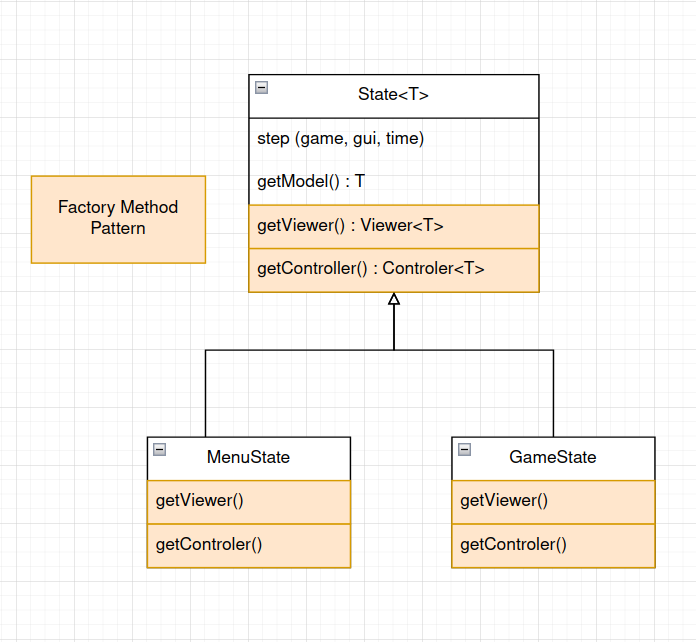 State<T>
step (game, gui, time)
getModel() : T
getViewer() : Viewer<T>
getController() : Controler<T>
Factory Method
Pattern
MenuState
getViewer()
getControler()
GameState
getViewer()
getControler()